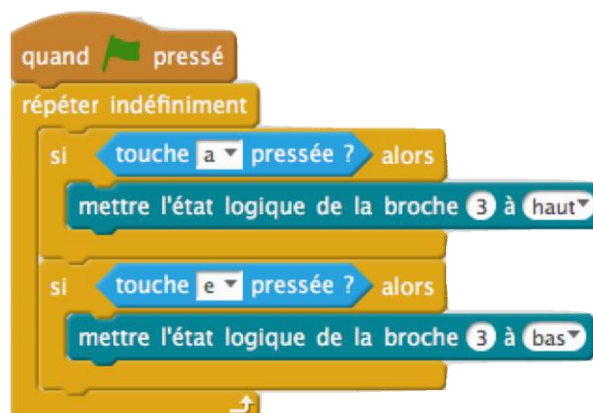 quand pressé
répéter indéfiniment
si touche a pressée ? alors
mettre l'état logique de la broche 3 à haut
si touche e pressée ? alors
mettre l'état logique de la broche 3 à bas